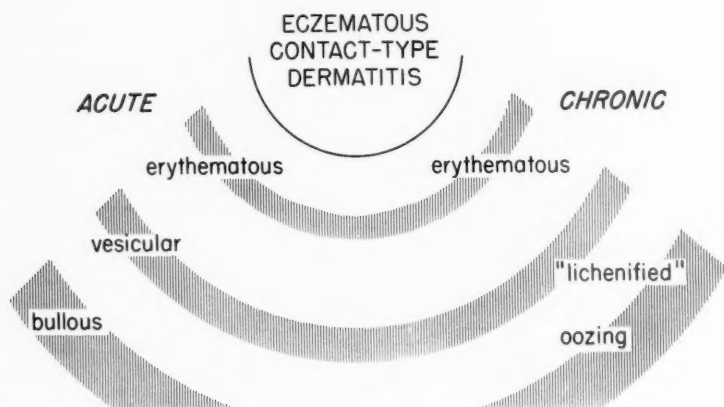 ECZEMATOUS
CONTACT-TYPE
DERMATITIS
ACUTE
CHRONIC
erythematous
erythematous
vesicular
"lichenified"
bullous
oozing